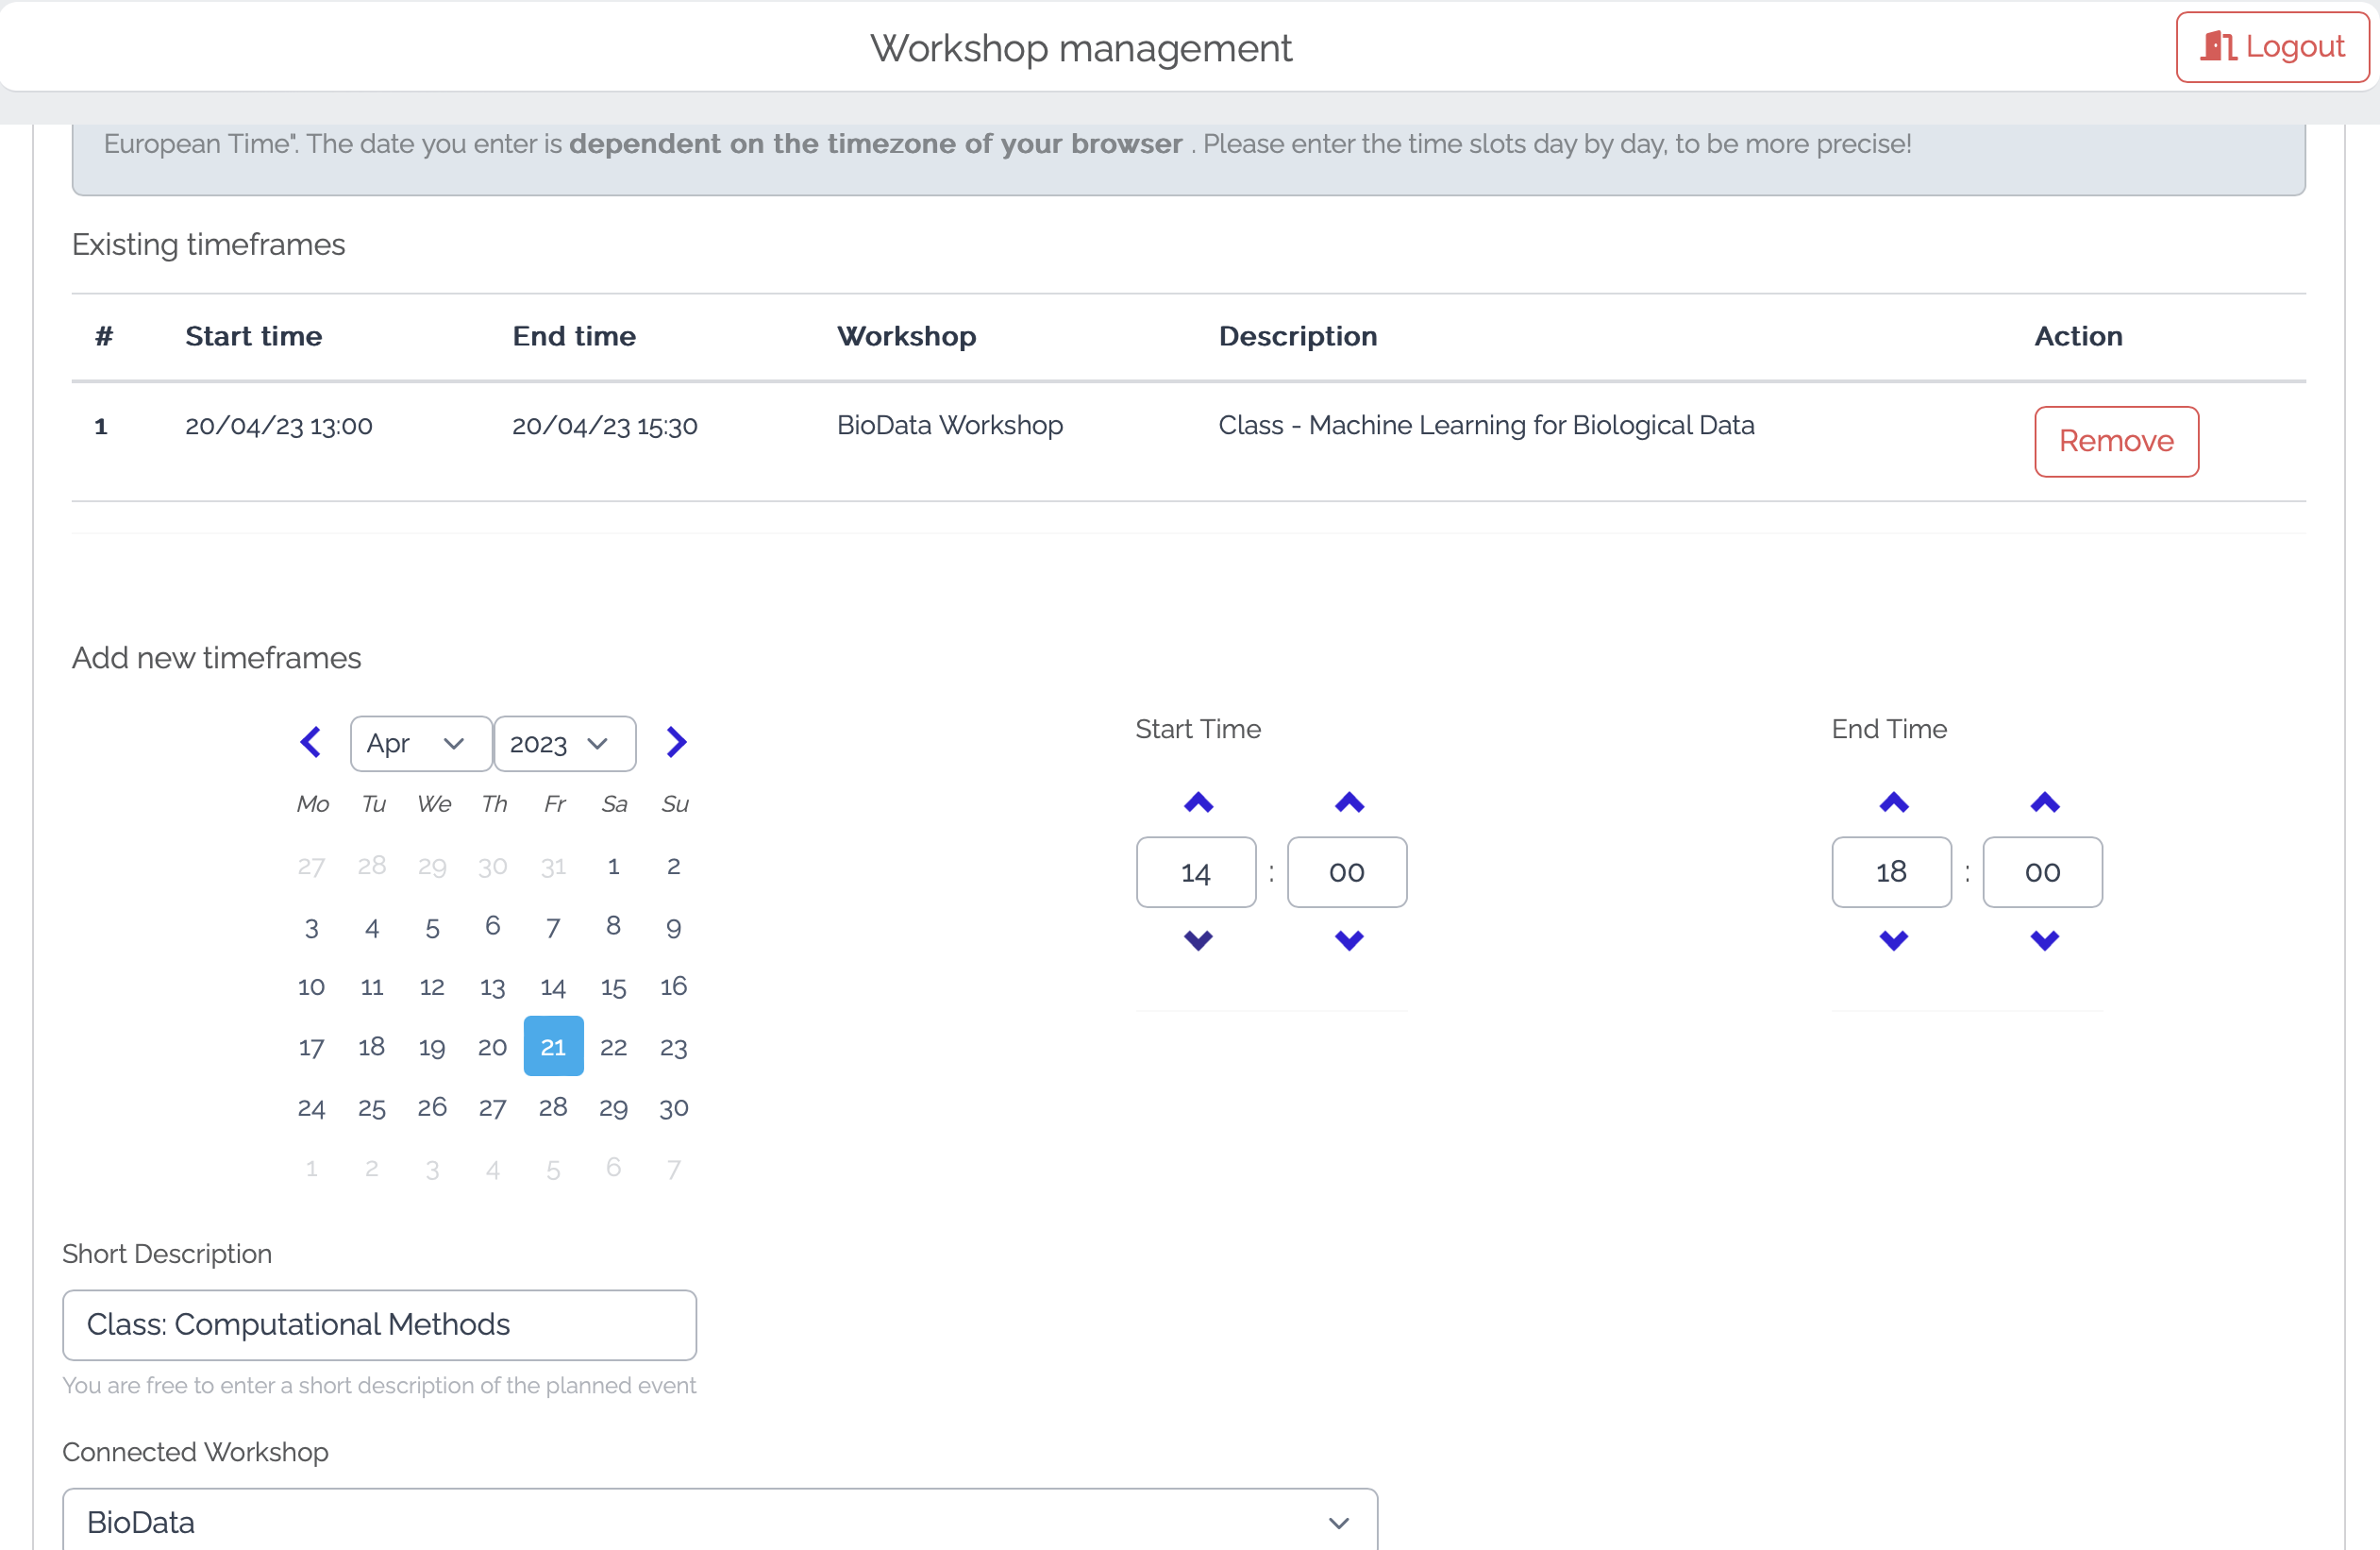 Workshop management
Logout
European Time". The date you enter is dependent on the timezone of your browser . Please enter the time slots day by day, to be more precise!
Existing timeframes
# Start time End time Workshop Description Action
1 20/04/23 13:00 20/04/23 15:30 BioData Workshop Class - Machine Learning for Biological Data Remove
Add new timeframes
Apr 2023
Mo Tu We Th Fr Sa Su
27 28 29 30 31 1 2
3 4 5 6 7 8 9
10 11 12 13 14 15 16
17 18 19 20 21 22 23
24 25 26 27 28 29 30
1 2 3 4 5 6 7
Start Time
14 : 00
End Time
18 : 00
Short Description
Class: Computational Methods
You are free to enter a short description of the planned event
Connected Workshop
BioData